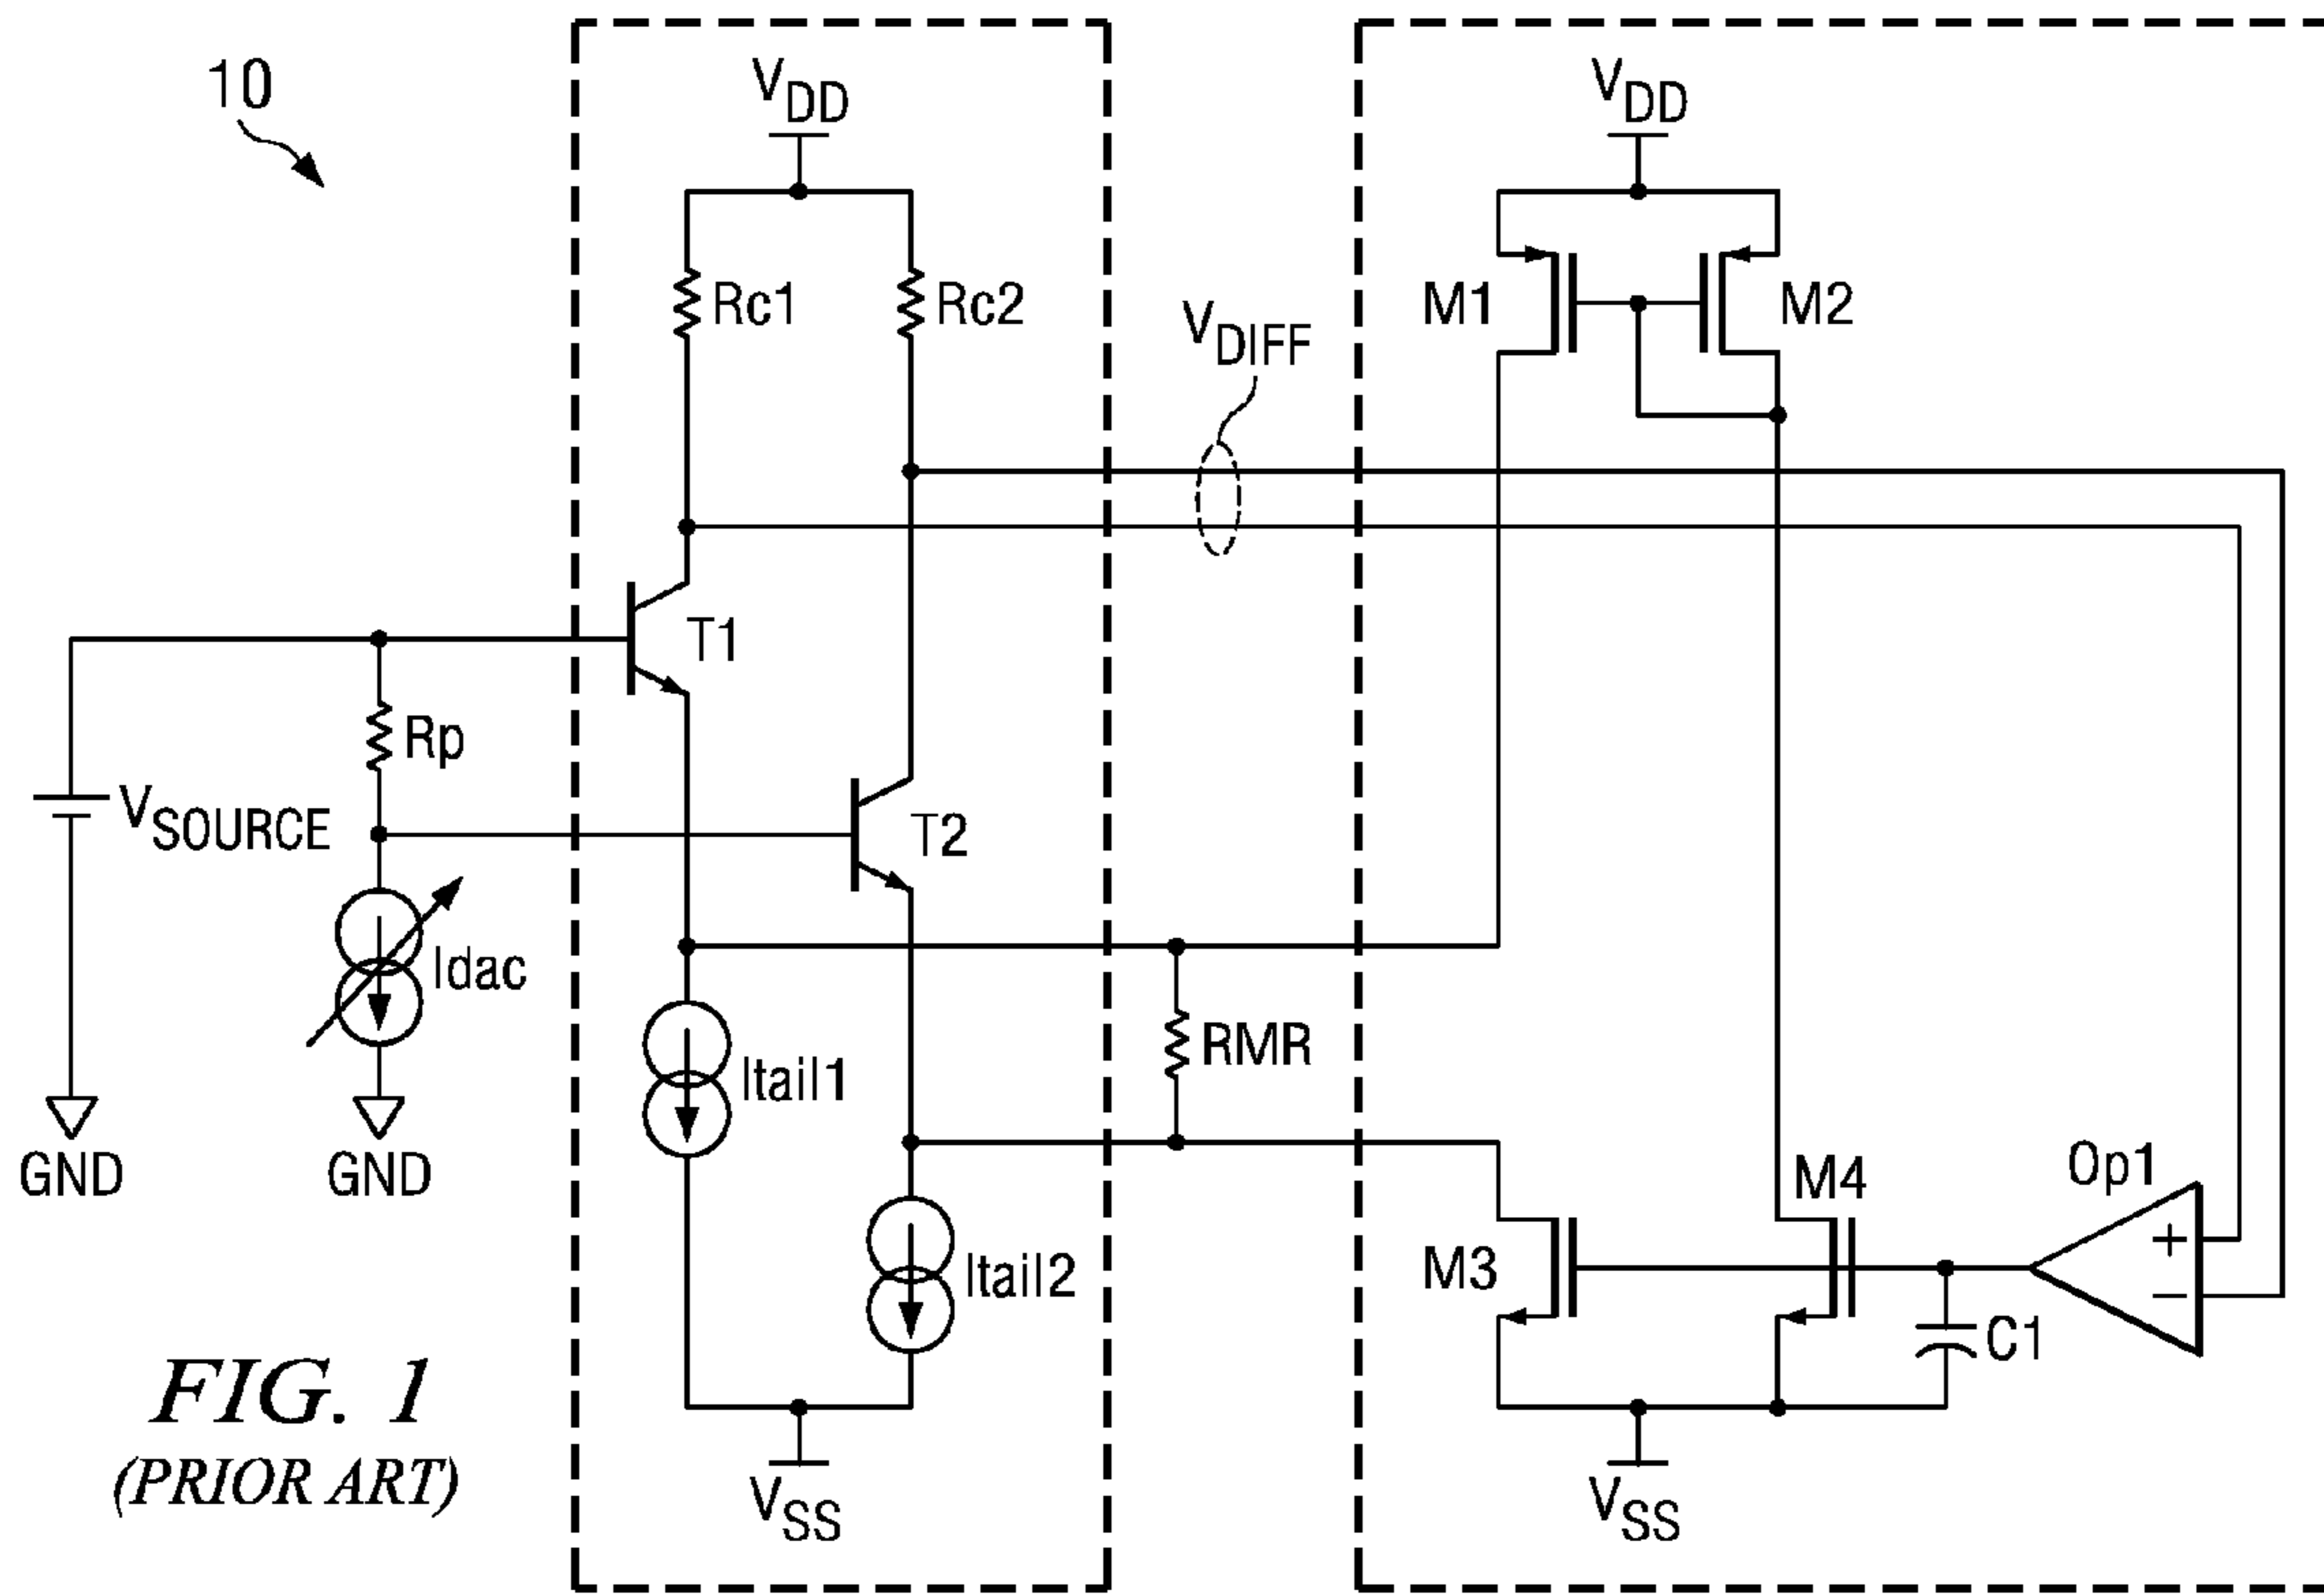 10
VDD
VDD
Rc1
Rc2
VDIFF
M1
M2
T1
Rp
VSOURCE
T2
Idac
Itail1
RMR
GND
GND
Itail2
M3
M4
Op1
+
−
C1
VSS
VSS
FIG. 1
(PRIOR ART)